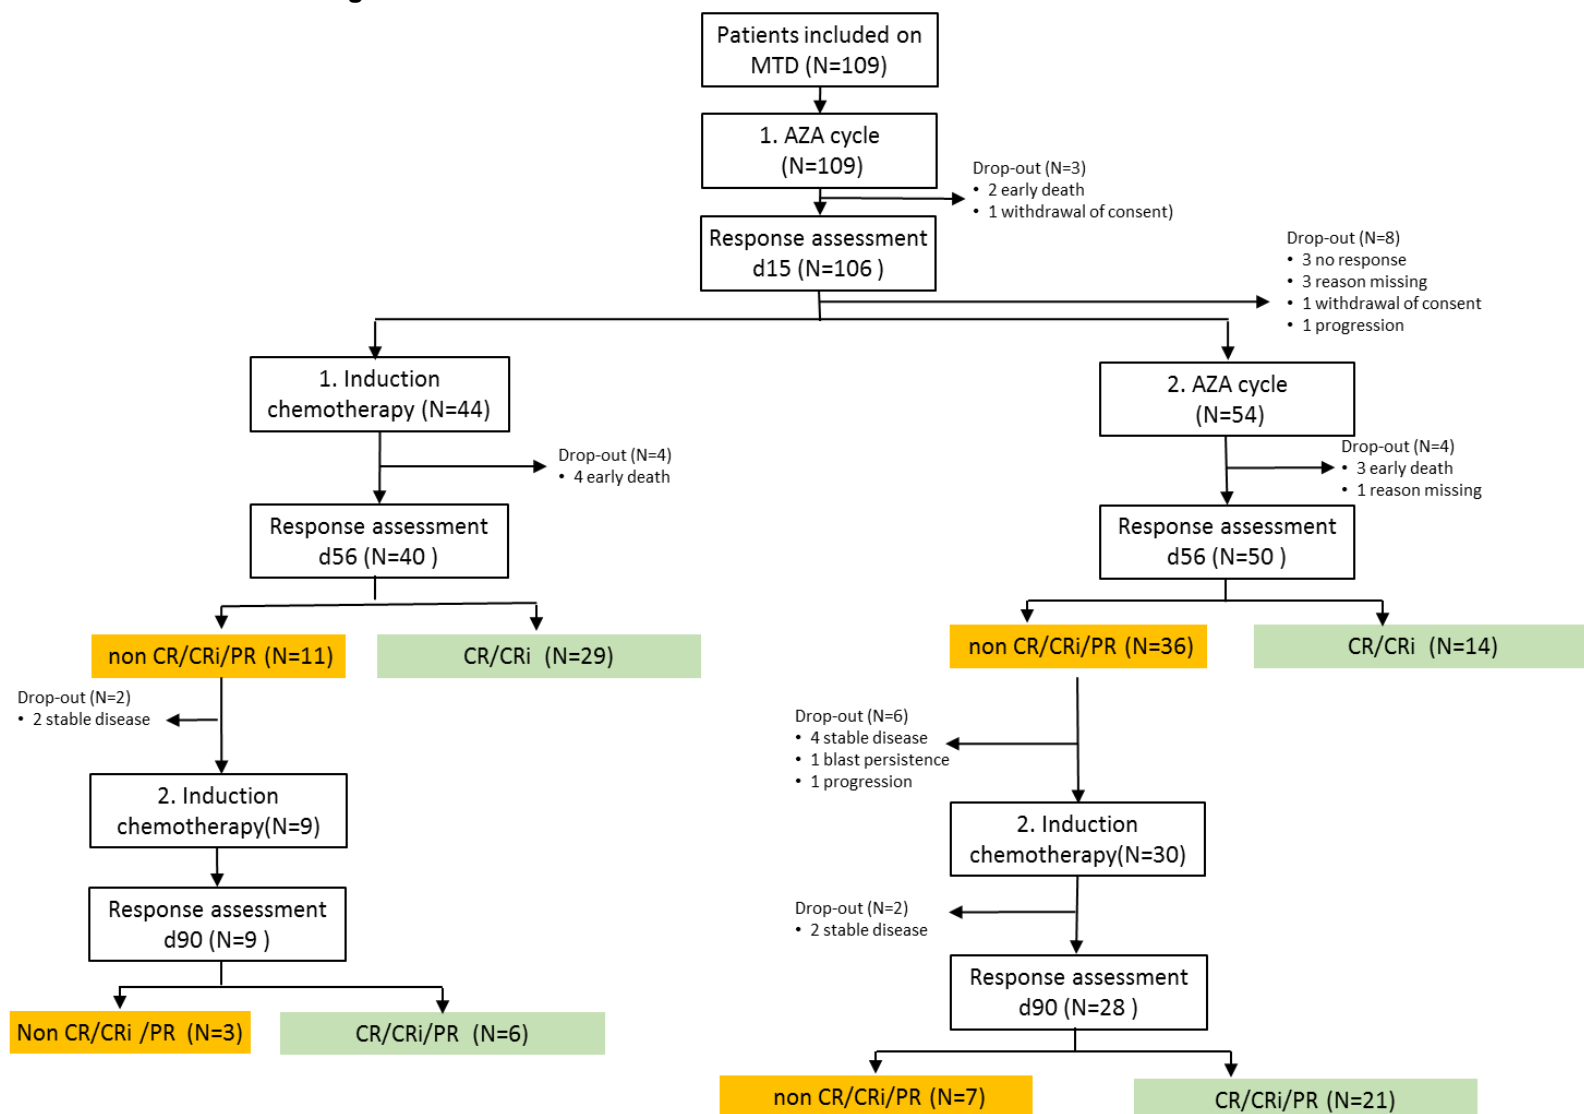 Patients included on
MTD (N=109)
1. AZA cycle
(N=109)
Drop-out (N=3)
• 2 early death
• 1 withdrawal of consent)
Response assessment
d15 (N=106 )
Drop-out (N=8)
• 3 no response
• 3 reason missing
• 1 withdrawal of consent
• 1 progression
1. Induction
chemotherapy (N=44)
2. AZA cycle
(N=54)
Drop-out (N=4)
• 4 early death
Drop-out (N=4)
• 3 early death
• 1 reason missing
Response assessment
d56 (N=40 )
Response assessment
d56 (N=50 )
non CR/CRi/PR (N=11)
CR/CRi (N=29)
non CR/CRi/PR (N=36)
CR/CRi (N=14)
Drop-out (N=2)
• 2 stable disease
Drop-out (N=6)
• 4 stable disease
• 1 blast persistence
• 1 progression
2. Induction
chemotherapy(N=9)
2. Induction
chemotherapy(N=30)
Response assessment
d90 (N=9 )
Drop-out (N=2)
• 2 stable disease
Response assessment
d90 (N=28 )
Non CR/CRi /PR (N=3)
CR/CRi/PR (N=6)
non CR/CRi/PR (N=7)
CR/CRi/PR (N=21)